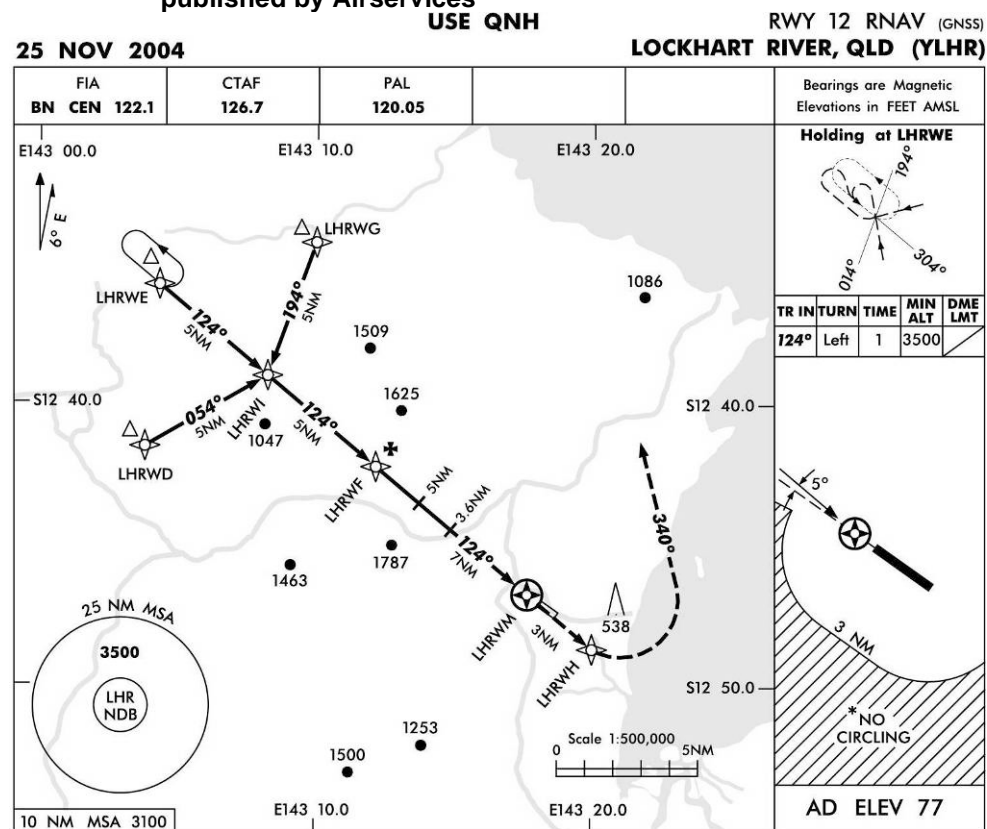 published by Airservices
USE QNH
RWY 12 RNAV (GNSS)
25 NOV 2004
LOCKHART RIVER, QLD (YLHR)
FIA
BN CEN 122.1
CTAF
126.7
PAL
120.05
Bearings are Magnetic
Elevations in FEET AMSL
E143 00.0
E143 10.0
E143 20.0
6° E
LHRWG
LHRWE
124°
5NM
194°
5NM
1086
1509
S12 40.0
054°
5NM
LHRWI
1047
LHRWD
124°
5NM
1625
S12 40.0
LHRWF
5NM
3.6NM
124°
7NM
340°
1463
1787
LHRWM
3NM
538
LHRWH
25 NM MSA
3500
LHR
NDB
S12 50.0
1253
1500
Scale 1:500,000
0
5NM
E143 10.0
E143 20.0
10 NM MSA 3100
Holding at LHRWE
194°
304°
014°
TR IN TURN TIME MIN ALT DME LMT
124° Left 1 3500
5°
3 NM
*NO
CIRCLING
AD ELEV 77